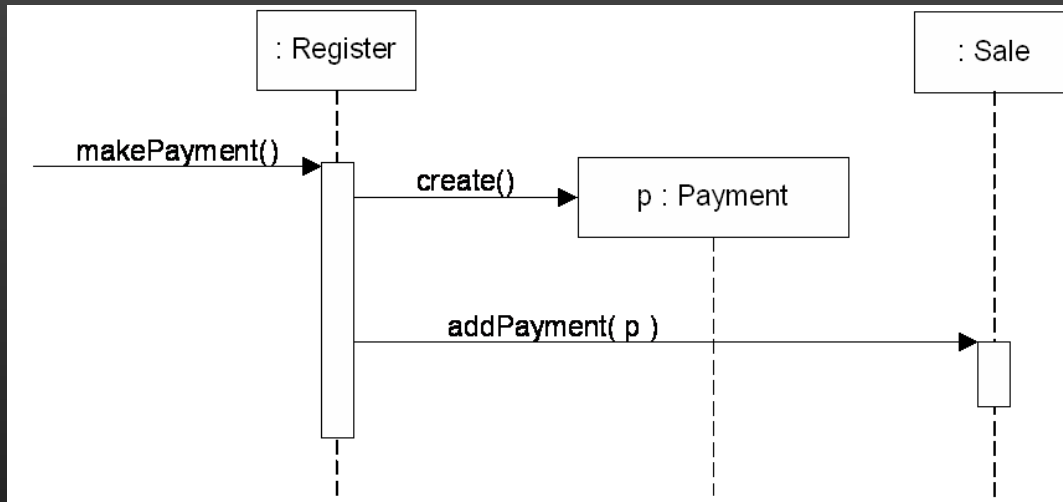 : Register
: Sale
makePayment()
create()
p : Payment
addPayment( p )